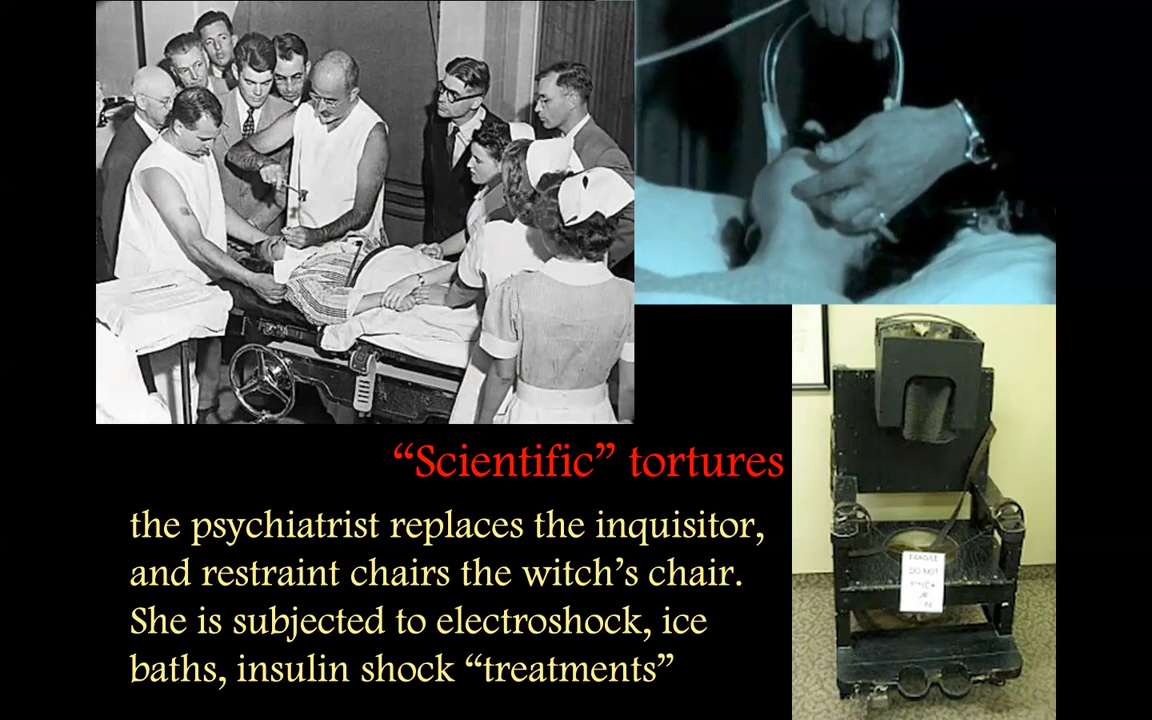 “Scientific” tortures
the psychiatrist replaces the inquisitor,
and restraint chairs the witch’s chair.
She is subjected to electroshock, ice
baths, insulin shock “treatments”
FRAGILE
DO NOT